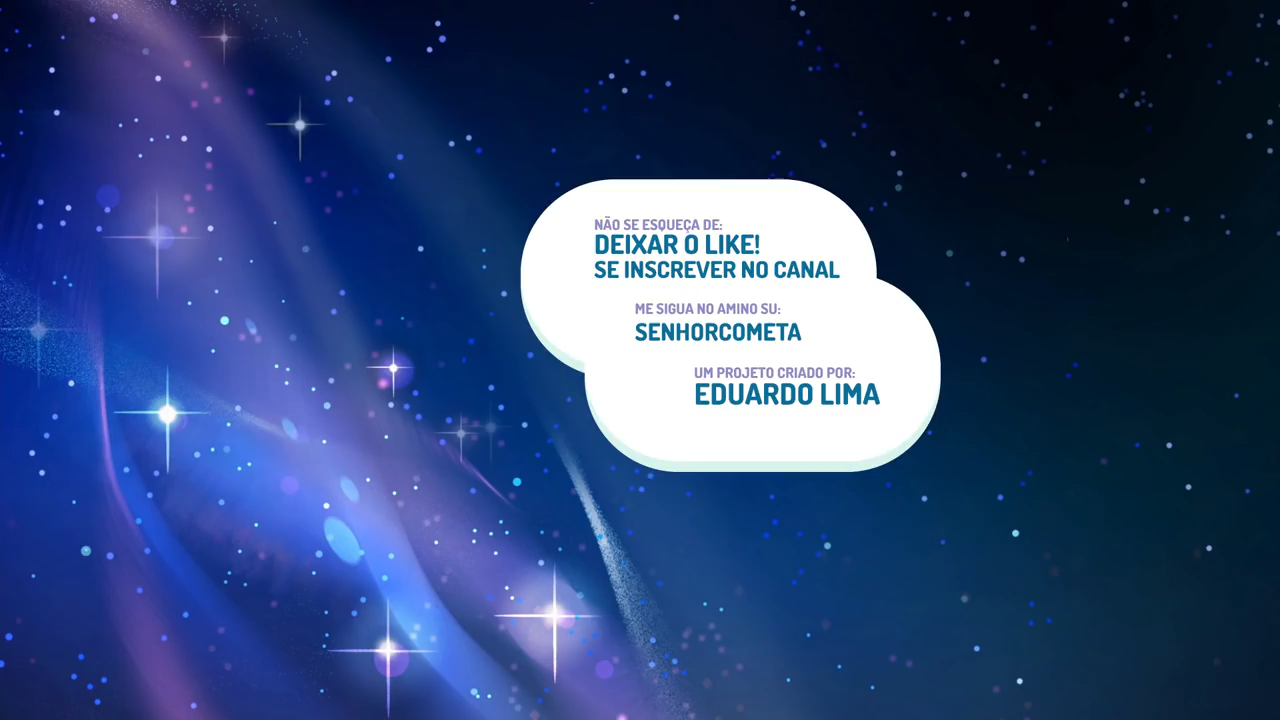 NÃO SE ESQUEÇA DE:
DEIXAR O LIKE!
SE INSCREVER NO CANAL
ME SIGUA NO AMINO SU:
SENHORCOMETA
UM PROJETO CRIADO POR:
EDUARDO LIMA